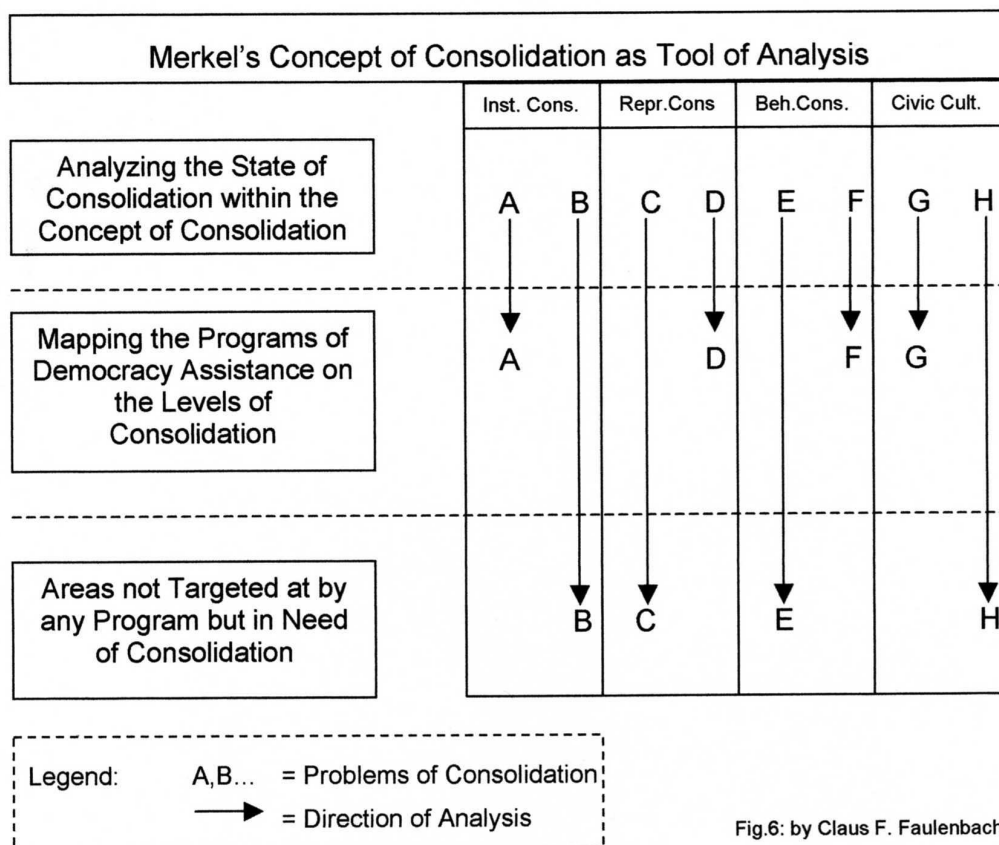 Merkel's Concept of Consolidation as Tool of Analysis
Inst. Cons. Repr.Cons Beh.Cons. Civic Cult.
Analyzing the State of
Consolidation within the
Concept of Consolidation
A B C D E F G H
Mapping the Programs of
Democracy Assistance on
the Levels of
Consolidation
A D F G
Areas not Targeted at by
any Program but in Need
of Consolidation
B C E H
Legend: A,B... = Problems of Consolidation
= Direction of Analysis
Fig.6: by Claus F. Faulenbach